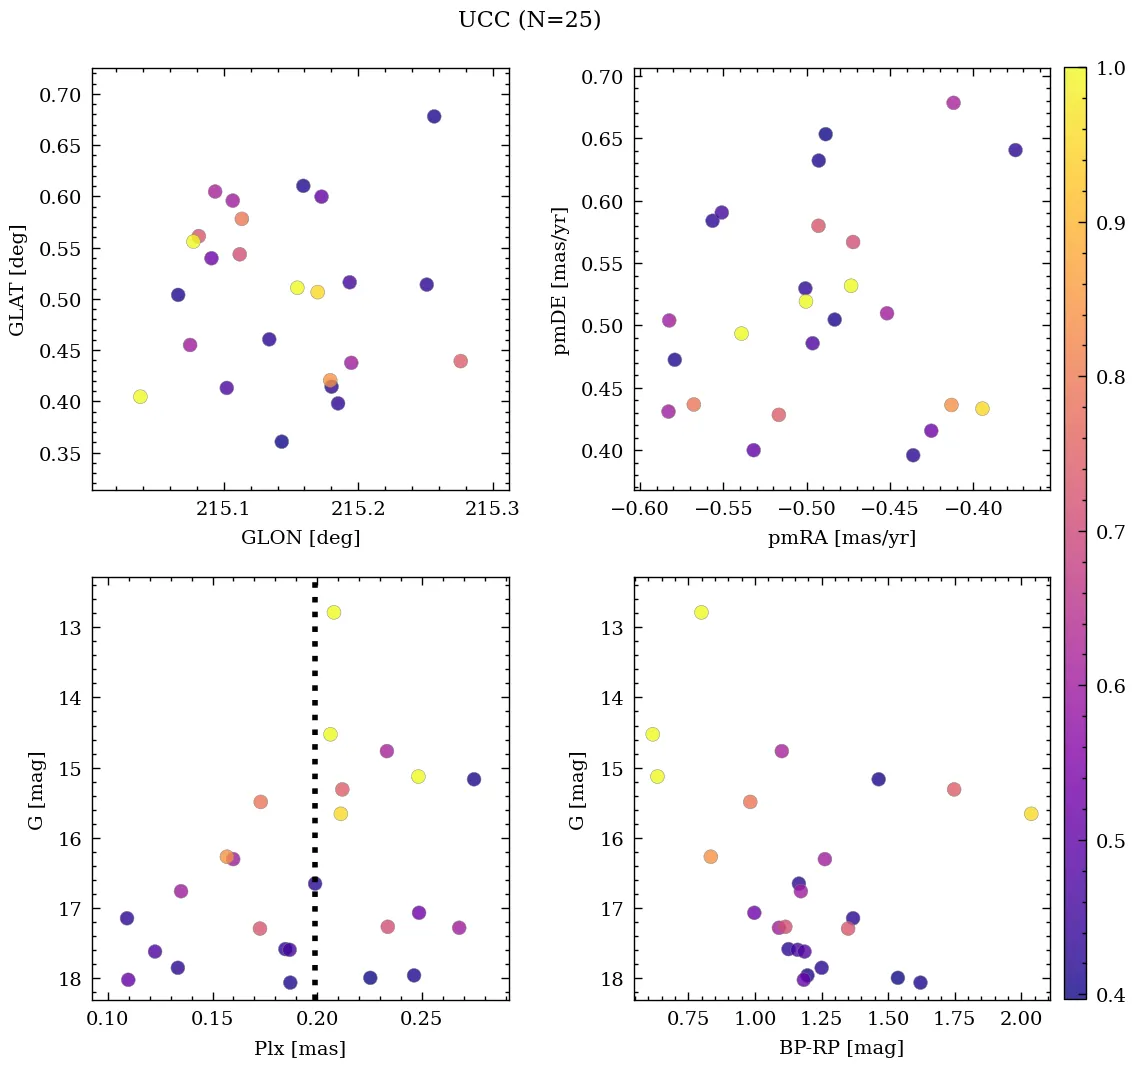 UCC (N=25)
0.70
0.65
0.60
0.55
0.50
0.45
0.40
0.35
GLAT [deg]
215.1 215.2 215.3
GLON [deg]
0.70
0.65
0.60
0.55
0.50
0.45
0.40
pmDE [mas/yr]
−0.60 −0.55 −0.50 −0.45 −0.40
pmRA [mas/yr]
1.0
0.9
0.8
0.7
0.6
0.5
0.4
13
14
15
16
17
18
G [mag]
0.10 0.15 0.20 0.25
Plx [mas]
13
14
15
16
17
18
G [mag]
0.75 1.00 1.25 1.50 1.75 2.00
BP-RP [mag]